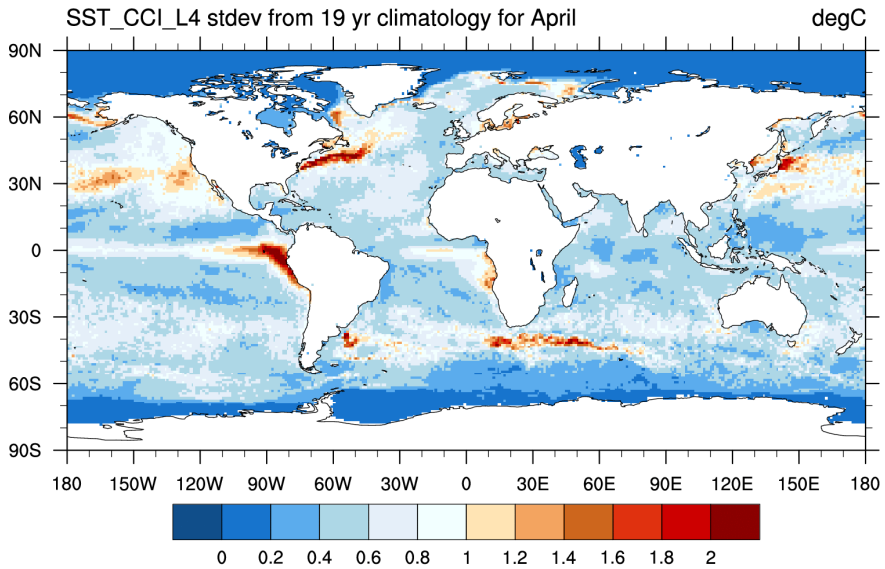 SST_CCI_L4 stdev from 19 yr climatology for April degC
90N
60N
30N
0
30S
60S
90S
180 150W 120W 90W 60W 30W 0 30E 60E 90E 120E 150E 180
0 0.2 0.4 0.6 0.8 1 1.2 1.4 1.6 1.8 2